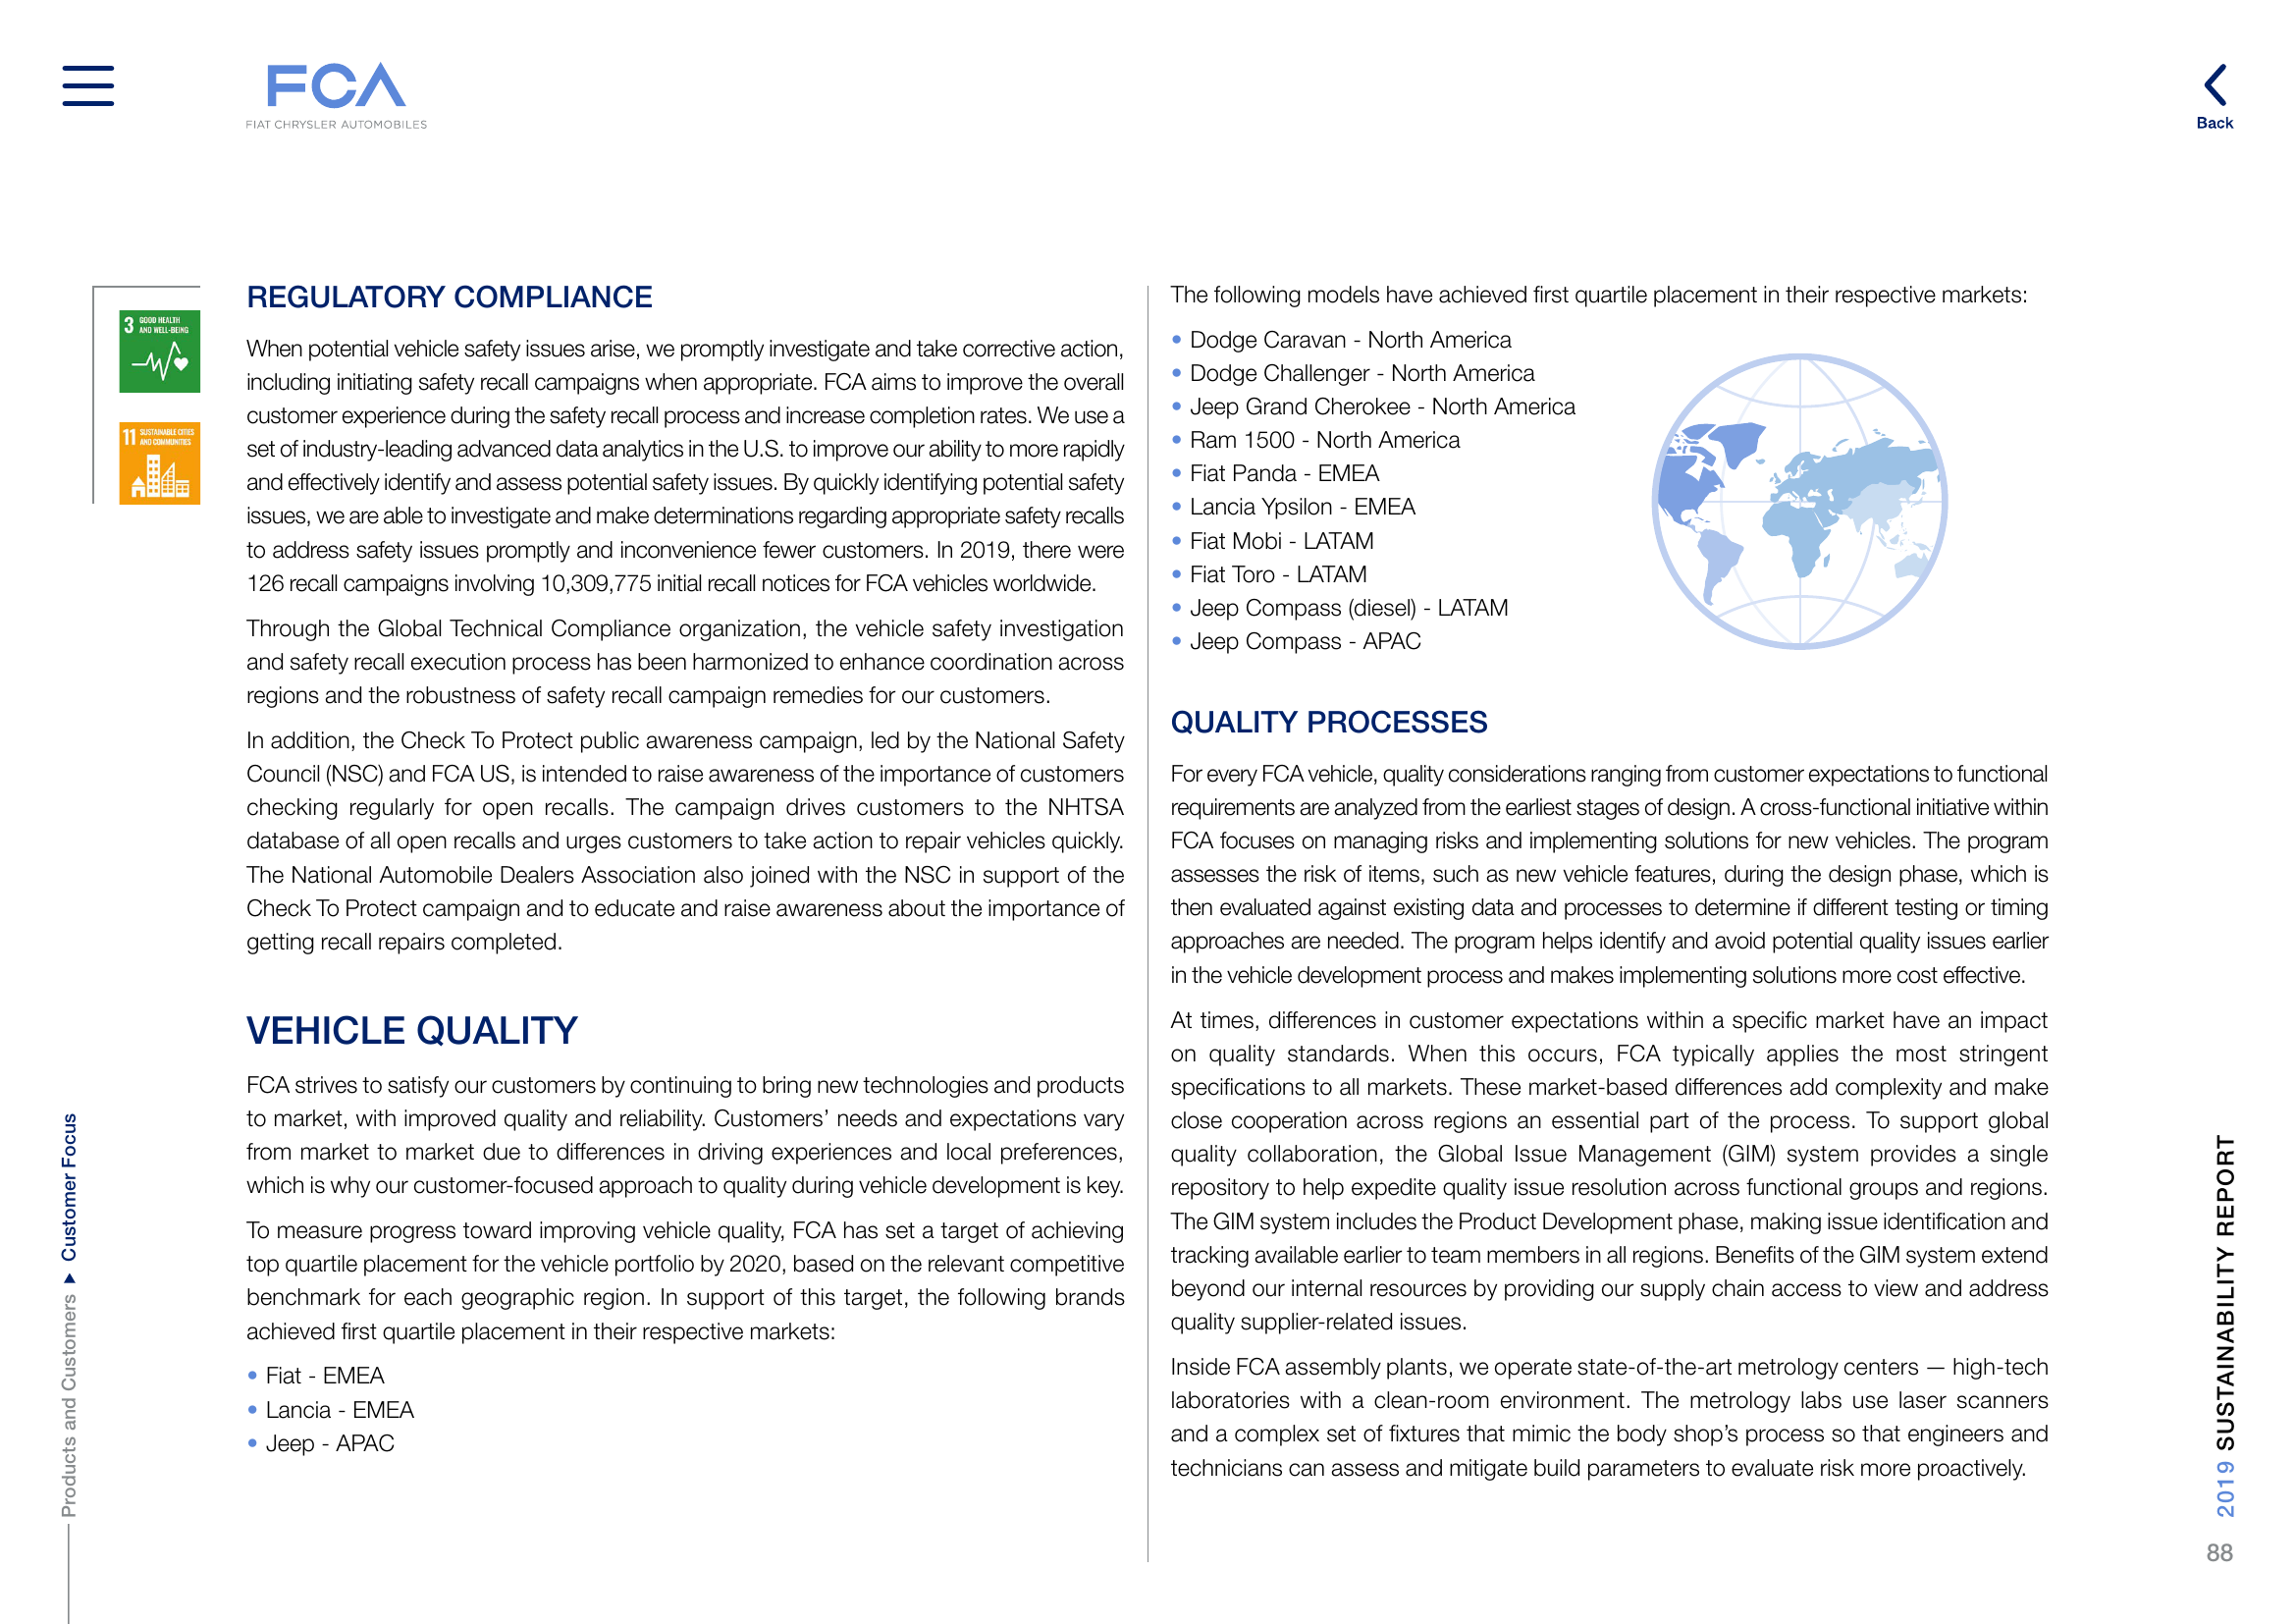 FCA
FIAT CHRYSLER AUTOMOBILES
Back
3 GOOD HEALTH
AND WELL-BEING
11 SUSTAINABLE CITIES
AND COMMUNITIES
REGULATORY COMPLIANCE
When potential vehicle safety issues arise, we promptly investigate and take corrective action,
including initiating safety recall campaigns when appropriate. FCA aims to improve the overall
customer experience during the safety recall process and increase completion rates. We use a
set of industry-leading advanced data analytics in the U.S. to improve our ability to more rapidly
and effectively identify and assess potential safety issues. By quickly identifying potential safety
issues, we are able to investigate and make determinations regarding appropriate safety recalls
to address safety issues promptly and inconvenience fewer customers. In 2019, there were
126 recall campaigns involving 10,309,775 initial recall notices for FCA vehicles worldwide.
Through the Global Technical Compliance organization, the vehicle safety investigation
and safety recall execution process has been harmonized to enhance coordination across
regions and the robustness of safety recall campaign remedies for our customers.
In addition, the Check To Protect public awareness campaign, led by the National Safety
Council (NSC) and FCA US, is intended to raise awareness of the importance of customers
checking regularly for open recalls. The campaign drives customers to the NHTSA
database of all open recalls and urges customers to take action to repair vehicles quickly.
The National Automobile Dealers Association also joined with the NSC in support of the
Check To Protect campaign and to educate and raise awareness about the importance of
getting recall repairs completed.
VEHICLE QUALITY
FCA strives to satisfy our customers by continuing to bring new technologies and products
to market, with improved quality and reliability. Customers’ needs and expectations vary
from market to market due to differences in driving experiences and local preferences,
which is why our customer-focused approach to quality during vehicle development is key.
To measure progress toward improving vehicle quality, FCA has set a target of achieving
top quartile placement for the vehicle portfolio by 2020, based on the relevant competitive
benchmark for each geographic region. In support of this target, the following brands
achieved first quartile placement in their respective markets:
• Fiat - EMEA
• Lancia - EMEA
• Jeep - APAC
The following models have achieved first quartile placement in their respective markets:
• Dodge Caravan - North America
• Dodge Challenger - North America
• Jeep Grand Cherokee - North America
• Ram 1500 - North America
• Fiat Panda - EMEA
• Lancia Ypsilon - EMEA
• Fiat Mobi - LATAM
• Fiat Toro - LATAM
• Jeep Compass (diesel) - LATAM
• Jeep Compass - APAC
QUALITY PROCESSES
For every FCA vehicle, quality considerations ranging from customer expectations to functional
requirements are analyzed from the earliest stages of design. A cross-functional initiative within
FCA focuses on managing risks and implementing solutions for new vehicles. The program
assesses the risk of items, such as new vehicle features, during the design phase, which is
then evaluated against existing data and processes to determine if different testing or timing
approaches are needed. The program helps identify and avoid potential quality issues earlier
in the vehicle development process and makes implementing solutions more cost effective.
At times, differences in customer expectations within a specific market have an impact
on quality standards. When this occurs, FCA typically applies the most stringent
specifications to all markets. These market-based differences add complexity and make
close cooperation across regions an essential part of the process. To support global
quality collaboration, the Global Issue Management (GIM) system provides a single
repository to help expedite quality issue resolution across functional groups and regions.
The GIM system includes the Product Development phase, making issue identification and
tracking available earlier to team members in all regions. Benefits of the GIM system extend
beyond our internal resources by providing our supply chain access to view and address
quality supplier-related issues.
Inside FCA assembly plants, we operate state-of-the-art metrology centers — high-tech
laboratories with a clean-room environment. The metrology labs use laser scanners
and a complex set of fixtures that mimic the body shop’s process so that engineers and
technicians can assess and mitigate build parameters to evaluate risk more proactively.
Products and Customers ▶ Customer Focus
2019 SUSTAINABILITY REPORT
88